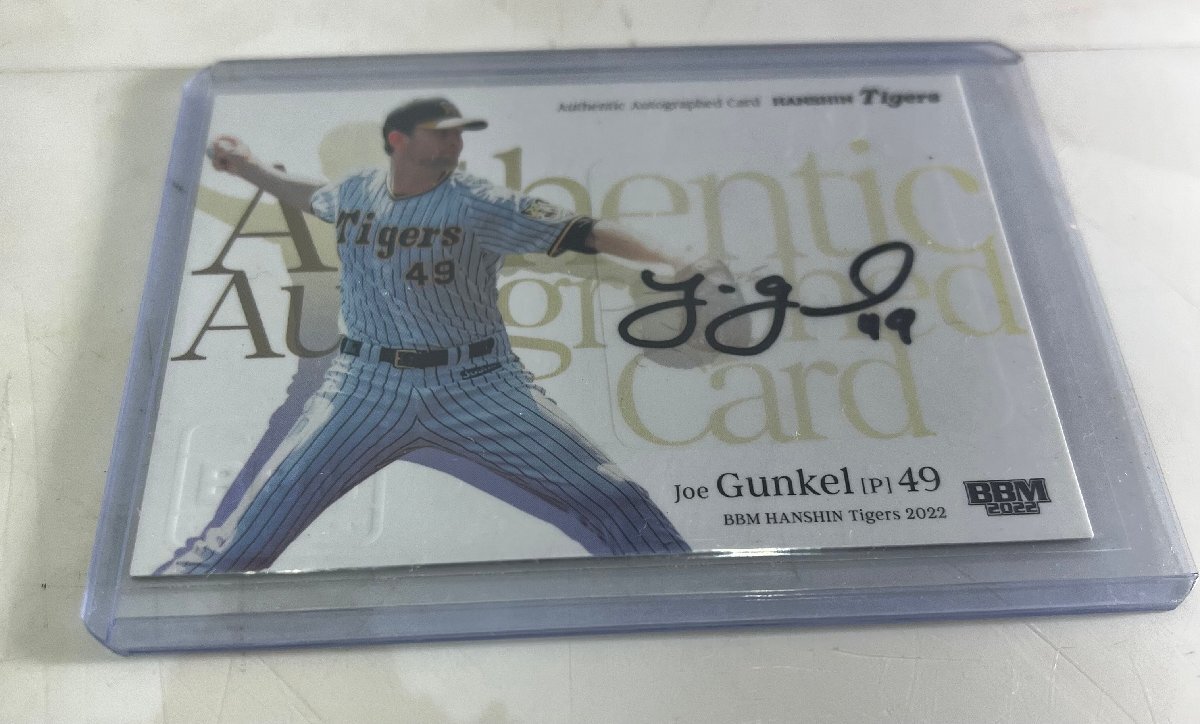 Authentic Autographed Card HANSHIN Tigers
Authentic
Autographed
Card
Tigers
49
49
Joe Gunkel [P] 49
BBM HANSHIN Tigers 2022
BBM
2022